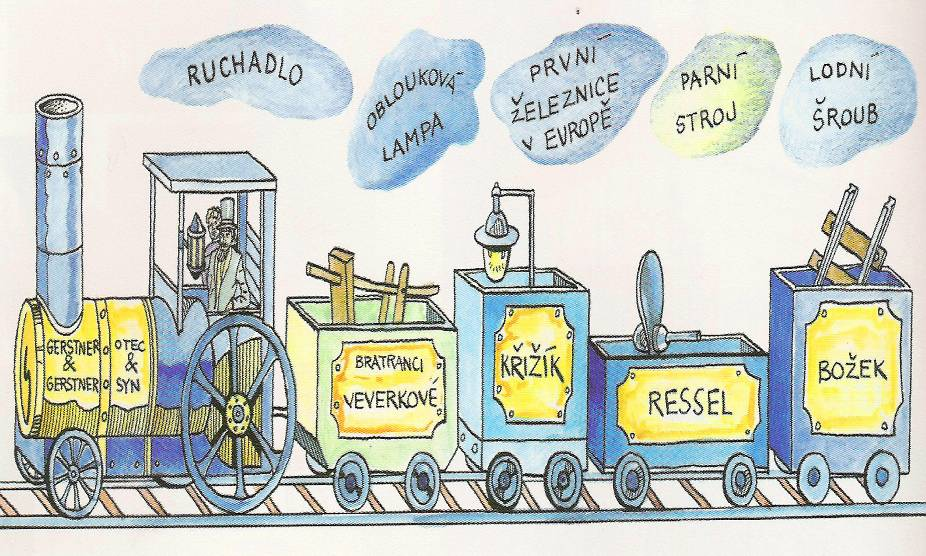 RUCHADLO
OBLOUKOVÁ
LAMPA
PRVNÍ
ŽELEZNICE
V EVROPĚ
PARNÍ
STROJ
LODNÍ
ŠROUB
GERSTNER
&
GERSTNER
OTEC
&
SYN
BRATRANCI
VEVERKOVÉ
KŘIŽÍK
RESSEL
BOŽEK